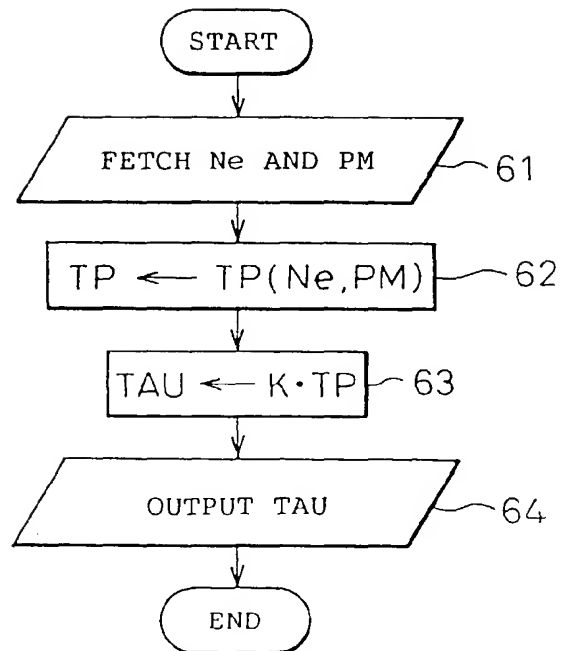 START
FETCH Ne AND PM
61
TP ← TP(Ne,PM)
62
TAU ← K·TP
63
OUTPUT TAU
64
END